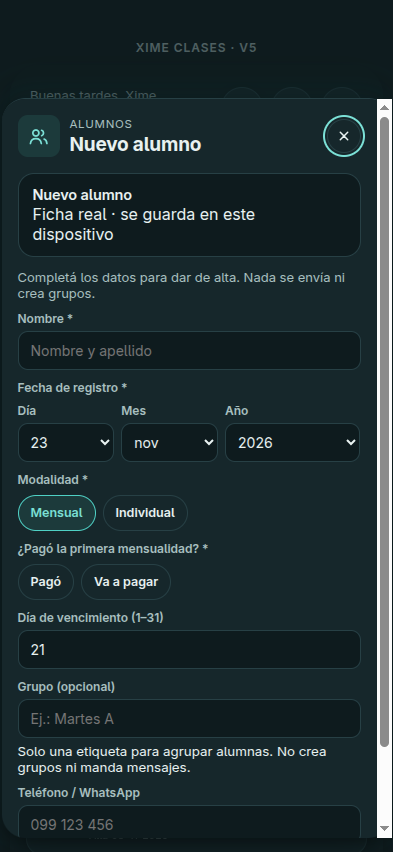 XIME CLASES · V5
Buenas tardes, Xime
ALUMNOS
Nuevo alumno
Nuevo alumno
Ficha real · se guarda en este
dispositivo
Completá los datos para dar de alta. Nada se envía ni
crea grupos.
Nombre *
Nombre y apellido
Fecha de registro *
Día Mes Año
23 nov 2026
Modalidad *
Mensual Individual
¿Pagó la primera mensualidad? *
Pagó Va a pagar
Día de vencimiento (1–31)
21
Grupo (opcional)
Ej.: Martes A
Solo una etiqueta para agrupar alumnas. No crea
grupos ni manda mensajes.
Teléfono / WhatsApp
099 123 456